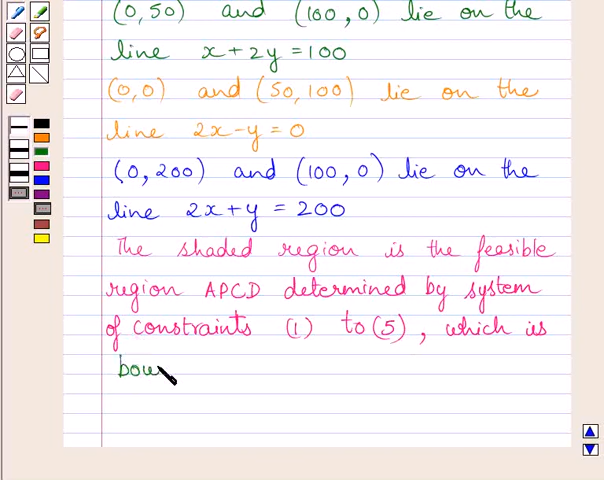 (0,50) and (100,0) lie on the
line x+2y=100
(0,0) and (50,100) lie on the
line 2x-y=0
(0,200) and (100,0) lie on the
line 2x+y=200
The shaded region is the feasible
region APCD determined by system
of constraints (1) to (5), which is
bou